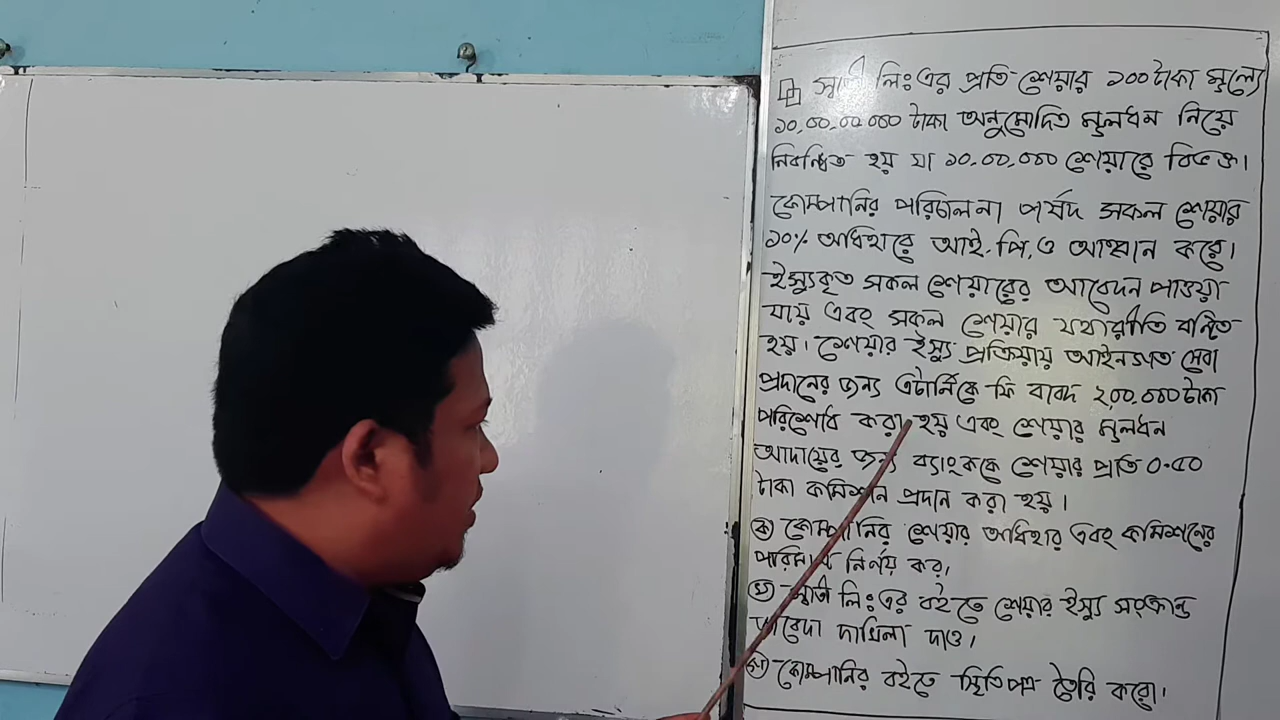 স্বাতী লিঃ এর প্রতি শেয়ার ১০০ টাকা মূল্যে
১০,০০,০০,০০০ টাকা অনুমোদিত মূলধন নিয়ে
নিবন্ধিত হয় যা ১০,০০,০০০ শেয়ারে বিভক্ত।
কোম্পানির পরিচালনা পর্ষদ সকল শেয়ার
১০% অধিহারে আই.পি.ও আহ্বান করে।
ইস্যুকৃত সকল শেয়ারের আবেদন পাওয়া
যায় এবং সকল শেয়ার যথারীতি বন্টিত
হয়। শেয়ার ইস্যু প্রক্রিয়ায় আইনগত সেবা
প্রদানের জন্য এটর্নিকে ফি বাবদ ২,০০,০০০ টাকা
পরিশোধ করা হয় এবং শেয়ার মূলধন
আদায়ের জন্য ব্যাংককে শেয়ার প্রতি ০.৫০
টাকা কমিশন প্রদান করা হয়।
(ক) কোম্পানির শেয়ার অধিহার এবং কমিশনের
পরিমাণ নির্ণয় কর।
(খ) স্বাতী লিঃ এর বইতে শেয়ার ইস্যু সংক্রান্ত
জাবেদা দাখিলা দাও।
(গ) কোম্পানির বইতে স্থিতিপত্র তৈরি করো।